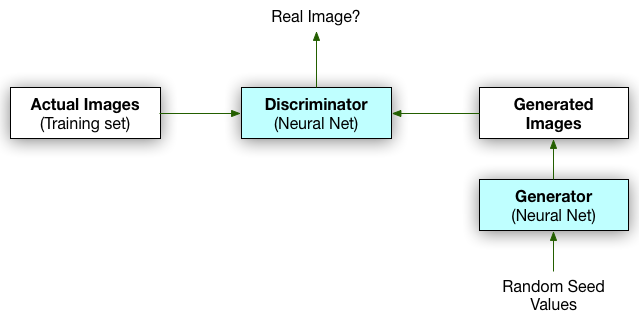 Real Image?
Actual Images
(Training set)
Discriminator
(Neural Net)
Generated
Images
Generator
(Neural Net)
Random Seed
Values